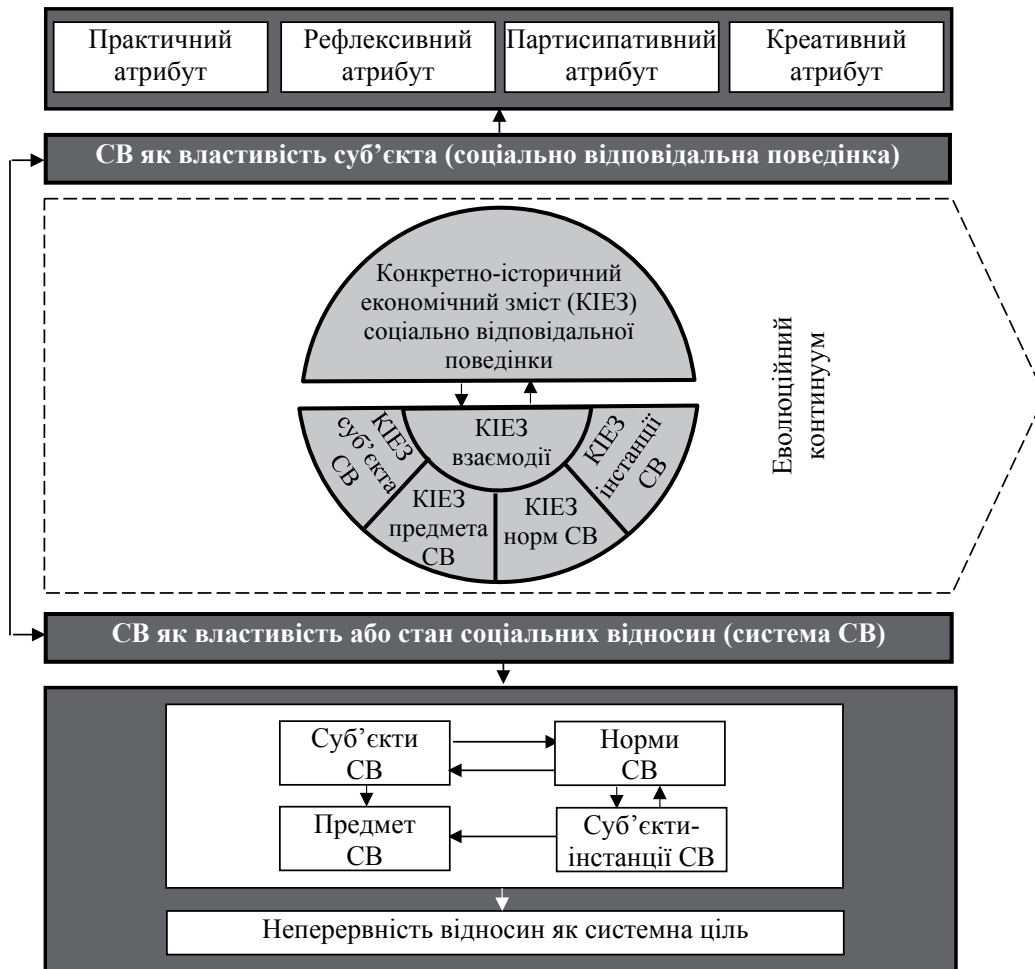 Практичний
атрибут
Рефлексивний
атрибут
Партисипативний
атрибут
Креативний
атрибут
СВ як властивість суб’єкта (соціально відповідальна поведінка)
Конкретно-історичний
економічний зміст (КІЕЗ)
соціально відповідальної
поведінки
Еволюційний
континуум
КІЕЗ
суб’єкта
СВ
КІЕЗ
взаємодії
КІЕЗ
інстанції
СВ
КІЕЗ
предмета
СВ
КІЕЗ
норм СВ
СВ як властивість або стан соціальних відносин (система СВ)
Суб’єкти
СВ
Норми
СВ
Предмет
СВ
Суб’єкти-
інстанції СВ
Неперервність відносин як системна ціль